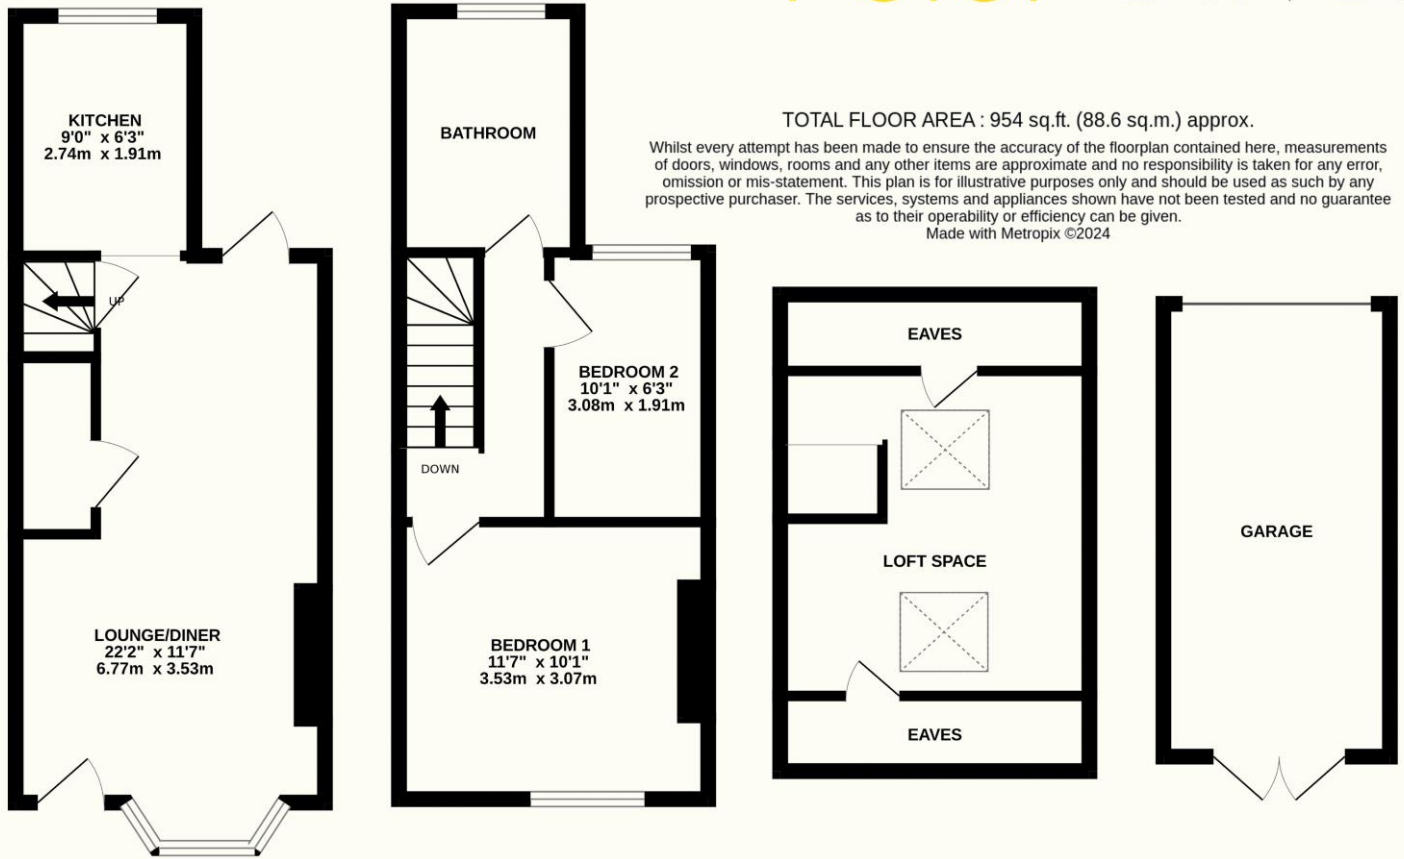 KITCHEN
9'0" x 6'3"
2.74m x 1.91m
UP
LOUNGE/DINER
22'2" x 11'7"
6.77m x 3.53m
BATHROOM
BEDROOM 2
10'1" x 6'3"
3.08m x 1.91m
DOWN
BEDROOM 1
11'7" x 10'1"
3.53m x 3.07m
TOTAL FLOOR AREA : 954 sq.ft. (88.6 sq.m.) approx.
Whilst every attempt has been made to ensure the accuracy of the floorplan contained here, measurements
of doors, windows, rooms and any other items are approximate and no responsibility is taken for any error,
omission or mis-statement. This plan is for illustrative purposes only and should be used as such by any
prospective purchaser. The services, systems and appliances shown have not been tested and no guarantee
as to their operability or efficiency can be given.
Made with Metropix ©2024
EAVES
LOFT SPACE
EAVES
GARAGE